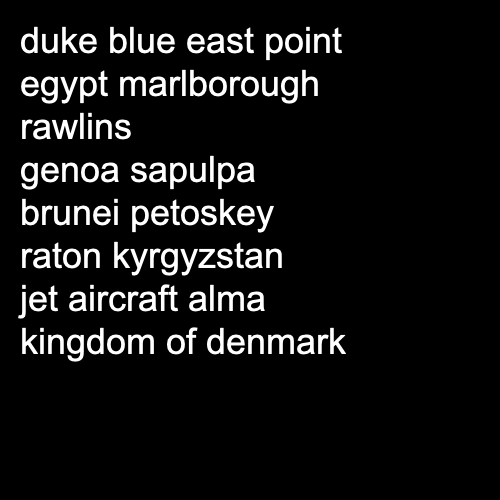 duke blue east point
egypt marlborough
rawlins
genoa sapulpa
brunei petoskey
raton kyrgyzstan
jet aircraft alma
kingdom of denmark